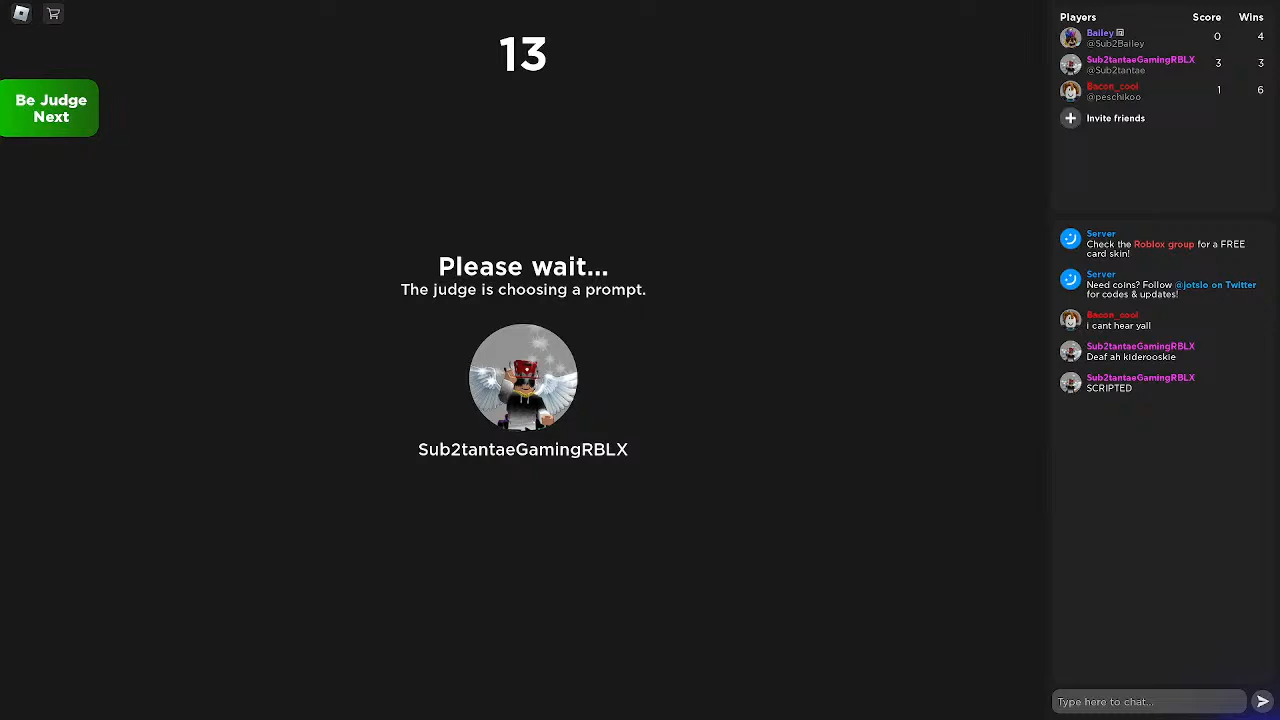 13
Be Judge
Next
Please wait...
The judge is choosing a prompt.
Sub2tantaeGamingRBLX
Players Score Wins
Bailey 0 4
@Sub2Bailey
Sub2tantaeGamingRBLX 3 3
@Sub2tantae
Bacon_cool 1 6
@peschikoo
Invite friends
Server
Check the Roblox group for a FREE
card skin!
Server
Need coins? Follow @jotslo on Twitter
for codes & updates!
Bacon_cool
i cant hear yall
Sub2tantaeGamingRBLX
Deaf ah kiderooskie
Sub2tantaeGamingRBLX
SCRIPTED
Type here to chat...